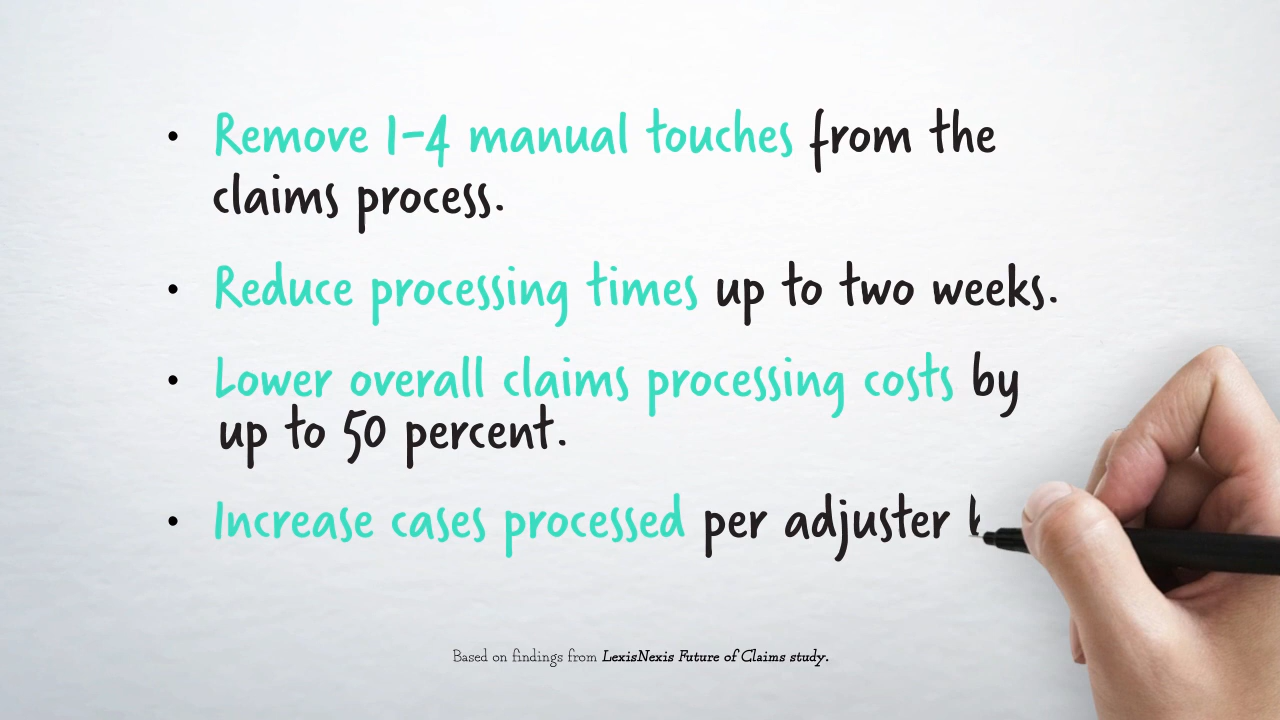 • Remove 1-4 manual touches from the
claims process.
• Reduce processing times up to two weeks.
• Lower overall claims processing costs by
up to 50 percent.
• Increase cases processed per adjuster
Based on findings from LexisNexis Future of Claims study.